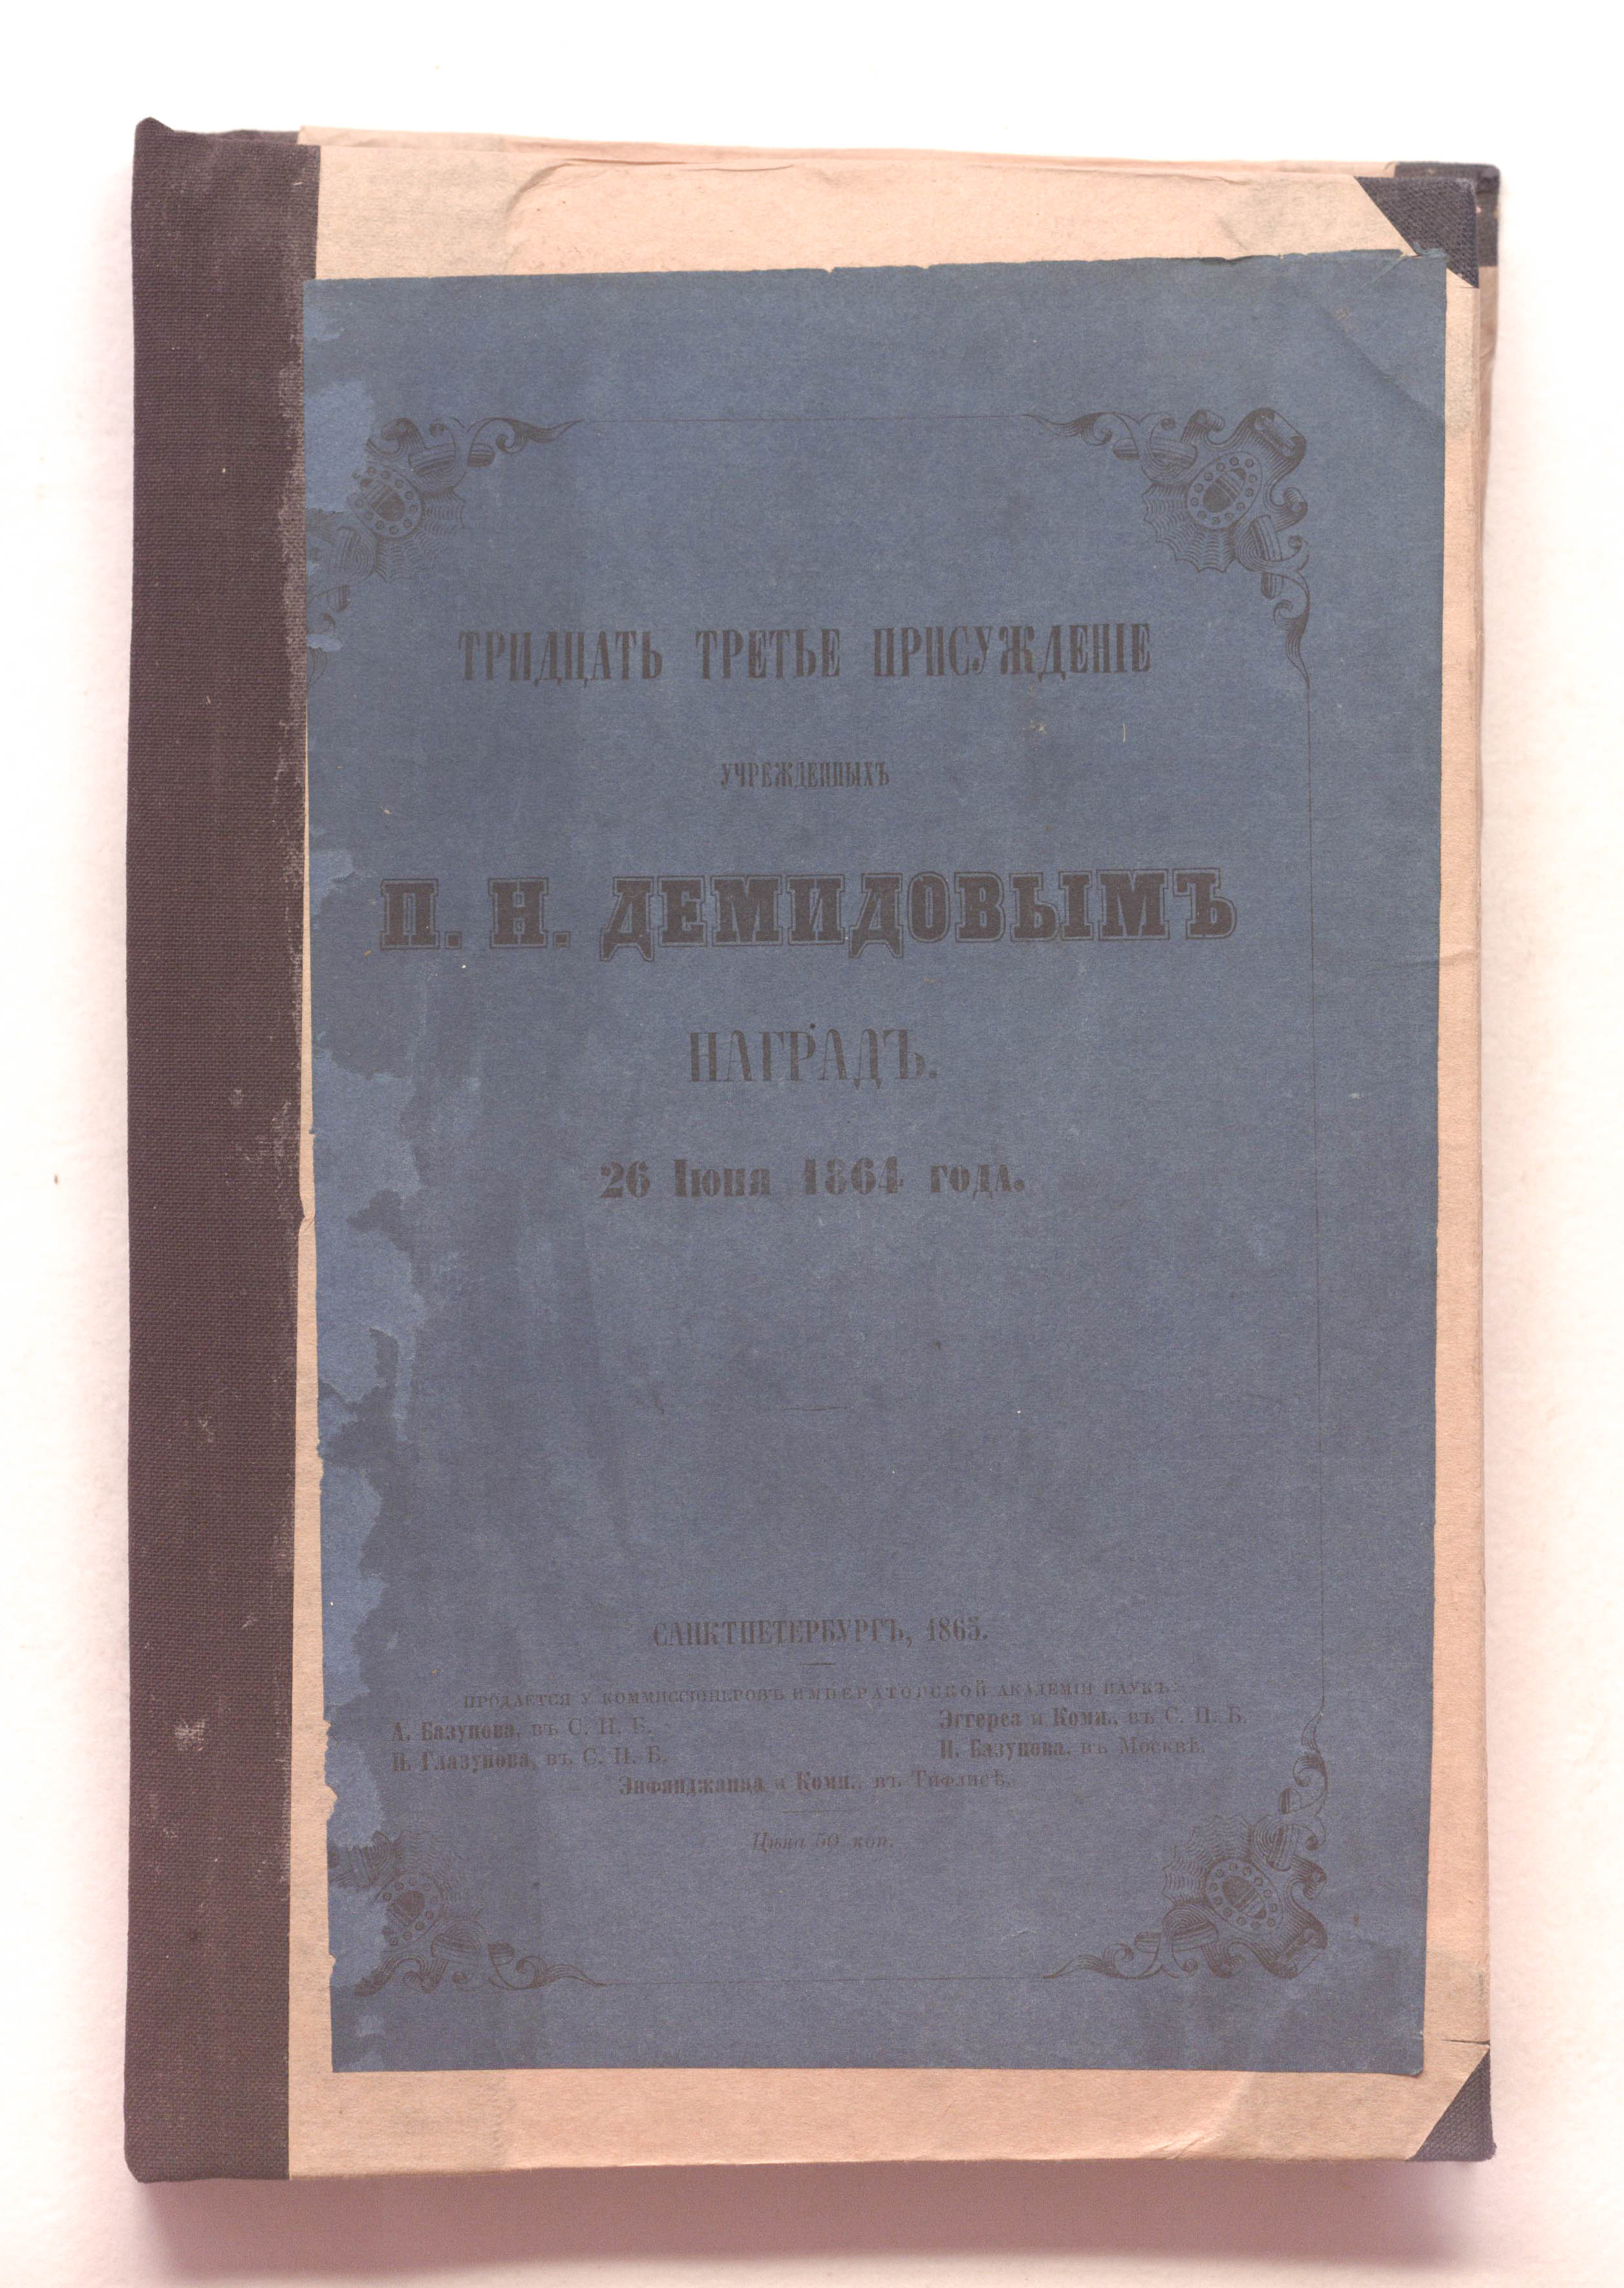 ТРИДЦАТЬ ТРЕТЬЕ ПРИСУЖДЕНІЕ
УЧРЕЖДЕННЫХЪ
П. Н. ДЕМИДОВЫМЪ
НАГРАДЪ.
26 Іюня 1864 года.
САНКТПЕТЕРБУРГЪ, 1865.
ПРОДАЕТСЯ У КОММИССІОНЕРОВЪ ИМПЕРАТОРСКОЙ АКАДЕМІИ НАУКЪ:
А. Базунова, въ С. П. Б. Эггерса и Комп., въ С. П. Б.
И. Глазунова, въ С. П. Б. И. Базунова, въ Москвѣ.
Энфянджянца и Комп., въ Тифлисѣ.
Цѣна 50 коп.